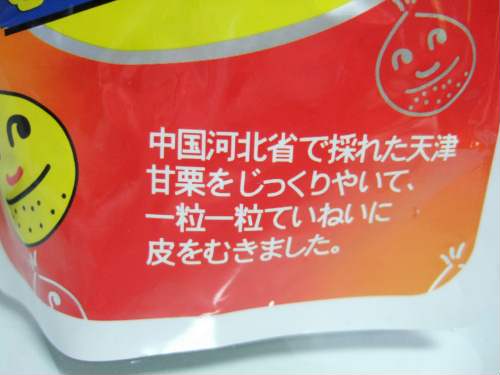 中国河北省で採れた天津
甘栗をじっくりやいて、
一粒一粒ていねいに
皮をむきました。